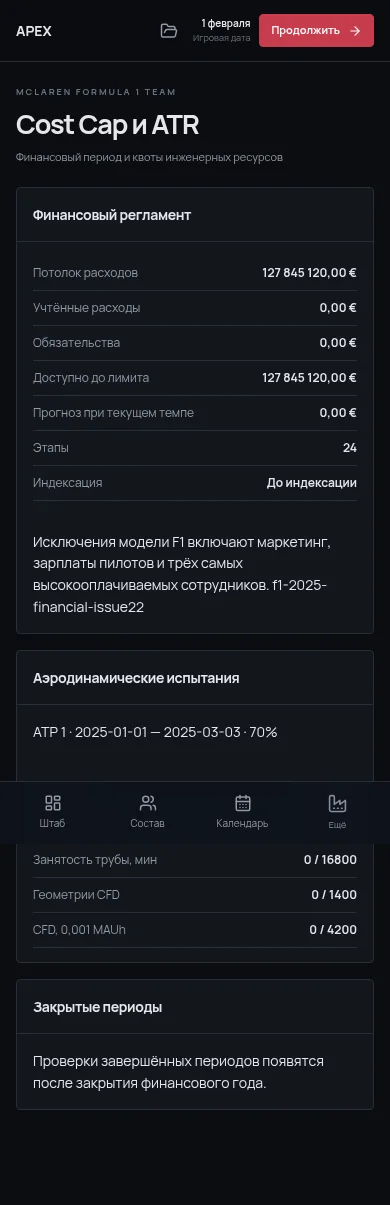 APEX
1 февраля
Игровая дата
Продолжить
MCLAREN FORMULA 1 TEAM
Cost Cap и ATR
Финансовый период и квоты инженерных ресурсов
Финансовый регламент
Потолок расходов 127 845 120,00 €
Учтённые расходы 0,00 €
Обязательства 0,00 €
Доступно до лимита 127 845 120,00 €
Прогноз при текущем темпе 0,00 €
Этапы 24
Индексация До индексации
Исключения модели F1 включают маркетинг,
зарплаты пилотов и трёх самых
высокооплачиваемых сотрудников. f1-2025-
financial-issue22
Аэродинамические испытания
ATP 1 · 2025-01-01 — 2025-03-03 · 70%
Штаб Состав Календарь Ещё
Занятость трубы, мин 0 / 16800
Геометрии CFD 0 / 1400
CFD, 0,001 MAUh 0 / 4200
Закрытые периоды
Проверки завершённых периодов появятся
после закрытия финансового года.